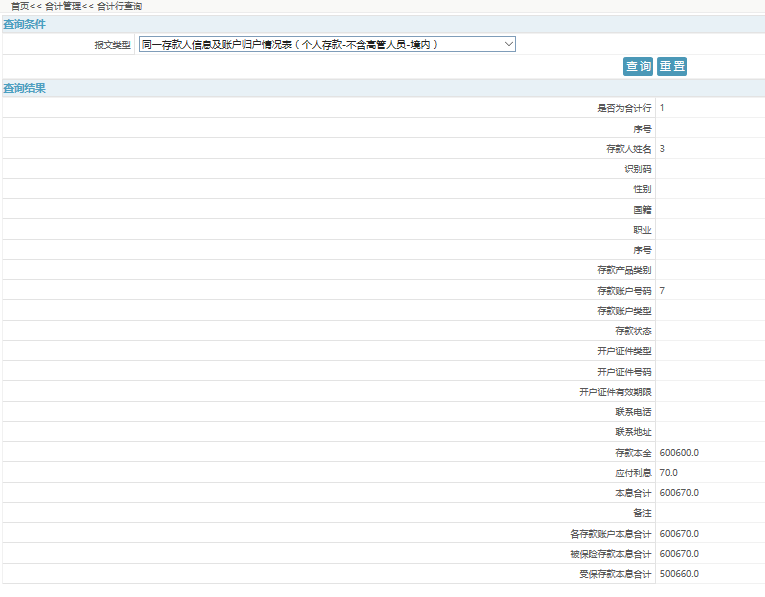 首页<< 合计管理<< 合计行查询
查询条件
报文类型 同一存款人信息及账户归户情况表（个人存款-不含高管人员-境内）
查询 重置
查询结果
是否为合计行 1
序号
存款人姓名 3
识别码
性别
国籍
职业
序号
存款产品类别
存款账户号码 7
存款账户类型
存款状态
开户证件类型
开户证件号码
开户证件有效期限
联系电话
联系地址
存款本金 600600.0
应付利息 70.0
本息合计 600670.0
备注
各存款账户本息合计 600670.0
被保险存款本息合计 600670.0
受保存款本息合计 500660.0